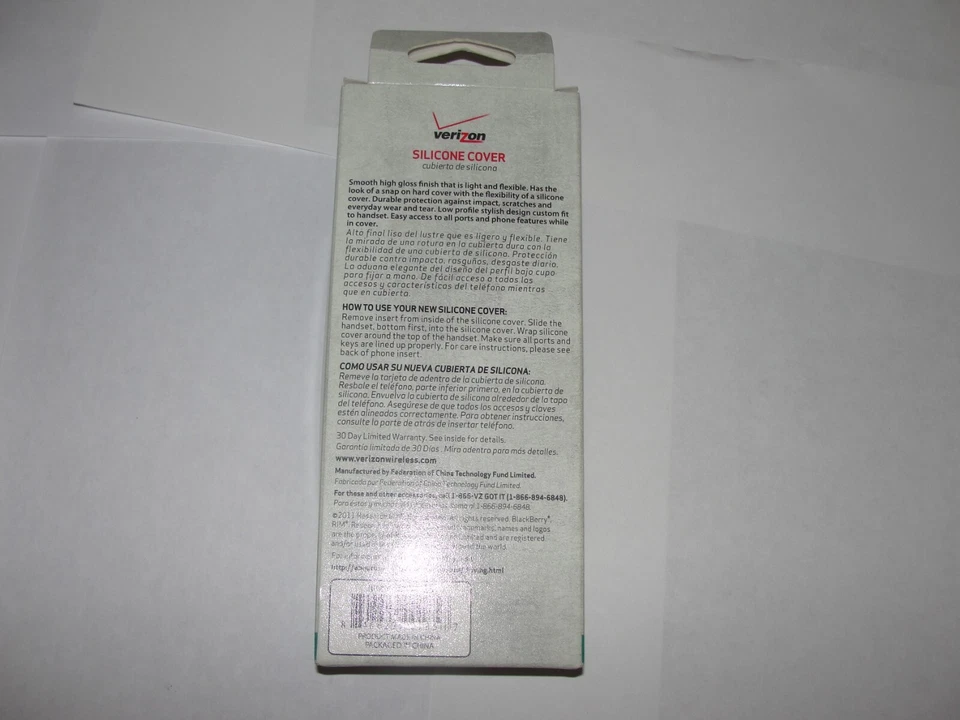 verizon
SILICONE COVER
cubierta de silicona
Smooth high gloss finish that is light and flexible. Has the
look of a snap on hard cover with the flexibility of a silicone
cover. Durable protection against impact, scratches and
everyday wear and tear. Low profile stylish design custom fit
to handset. Easy access to all ports and phone features while
in cover.
Alto final liso del lustre que es ligero y flexible. Tiene
la mirada de una rotura en la cubierta dura con la
flexibilidad de una cubierta de silicona. Protección
durable contra impacto, rasguños, desgaste diario.
La aduana elegante del diseño del perfil bajo cupo
para fijar a mano. De fácil acceso a todos los
accesos y características del teléfono mientras
que en cubierta.
HOW TO USE YOUR NEW SILICONE COVER:
Remove insert from inside of the silicone cover. Slide the
handset, bottom first, into the silicone cover. Wrap silicone
cover around the top of the handset. Make sure all ports and
keys are lined up properly. For care instructions, please see
back of phone insert.
COMO USAR SU NUEVA CUBIERTA DE SILICONA:
Remeve la tarjeta de adentro de la cubierta de silicona.
Resbale el teléfono, parte inferior primero, en la cubierta de
silicona. Envuelva la cubierta de silicona alrededor de la tapa
del teléfono. Asegúrese de que todos los accesos y claves
estén alineados correctamente. Para obtener instrucciones,
consulte la parte de atrás de insertar teléfono.
30 Day Limited Warranty. See inside for details.
Garantía limitada de 30 Días. Mira adentro para más detalles.
www.verizonwireless.com
Manufactured by Federation of China Technology Fund Limited.
Fabricado por Federation of China Technology Fund Limited.
For these and other accessories, call 1-866-VZ GOT IT (1-866-894-6848).
Para estar y llame al 1-866-894-6848.
©2011 rights reserved. BlackBerry®,
RIM®, names and logos
are the and are registered
and/or used around the world.
PRODUCT MADE IN CHINA
PACKAGED IN CHINA